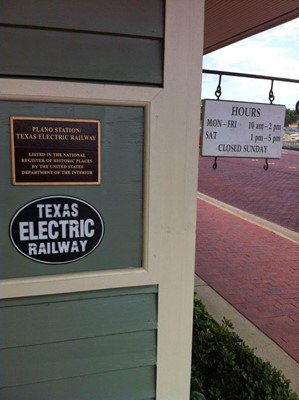 PLANO STATION/
TEXAS ELECTRIC RAILWAY
LISTED IN THE NATIONAL
REGISTER OF HISTORIC PLACES
BY THE UNITED STATES
DEPARTMENT OF THE INTERIOR
TEXAS
ELECTRIC
RAILWAY
HOURS
MON - FRI 10 am - 2 pm
SAT 1 pm - 5 pm
CLOSED SUNDAY